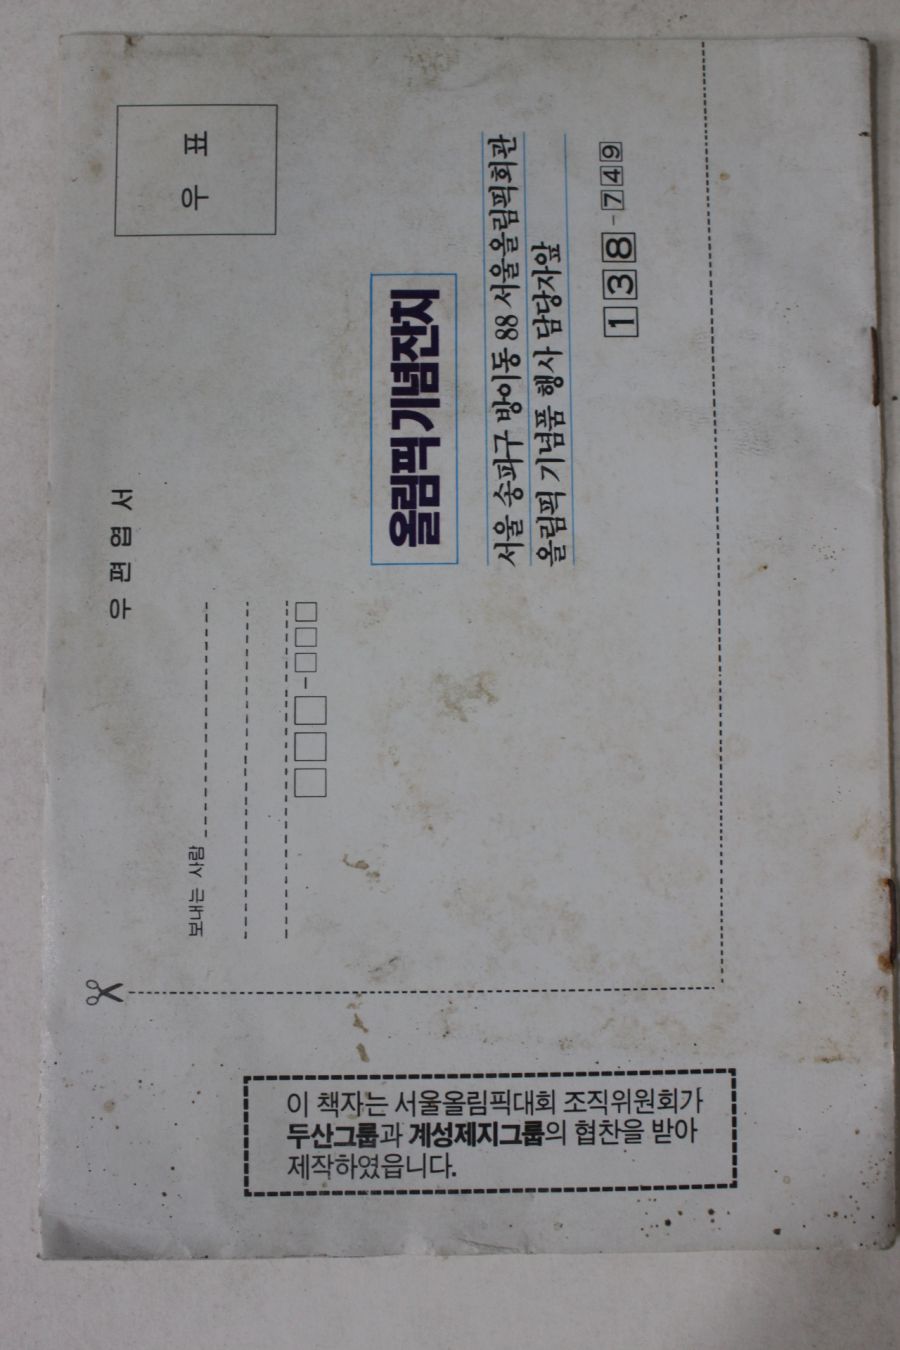 우편엽서
우표
보내는 사람
올림픽 기념잔치
서울 송파구 방이동 88 서울올림픽회관
올림픽 기념품 행사 담당자앞
138-749
이 책자는 서울올림픽대회 조직위원회가
두산그룹과 계성제지그룹의 협찬을 받아
제작하였읍니다.